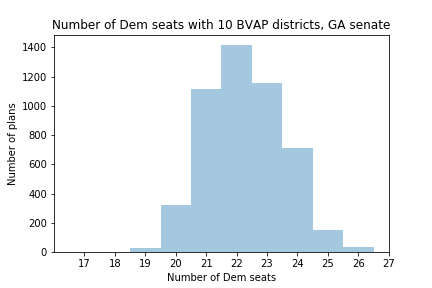 Number of Dem seats with 10 BVAP districts, GA senate
Number of plans
1400
1200
1000
800
600
400
200
0
17 18 19 20 21 22 23 24 25 26 27
Number of Dem seats